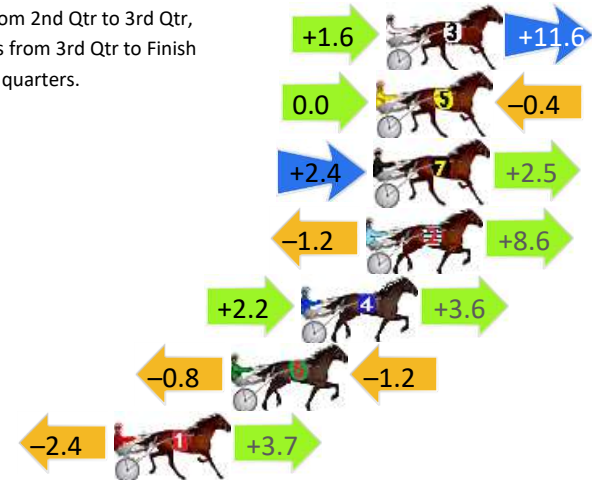 om 2nd Qtr to 3rd Qtr,
s from 3rd Qtr to Finish
quarters.
+1.6 3 +11.6
0.0 5 –0.4
+2.4 7 +2.5
–1.2 +8.6
+2.2 4 +3.6
–0.8 –1.2
–2.4 1 +3.7